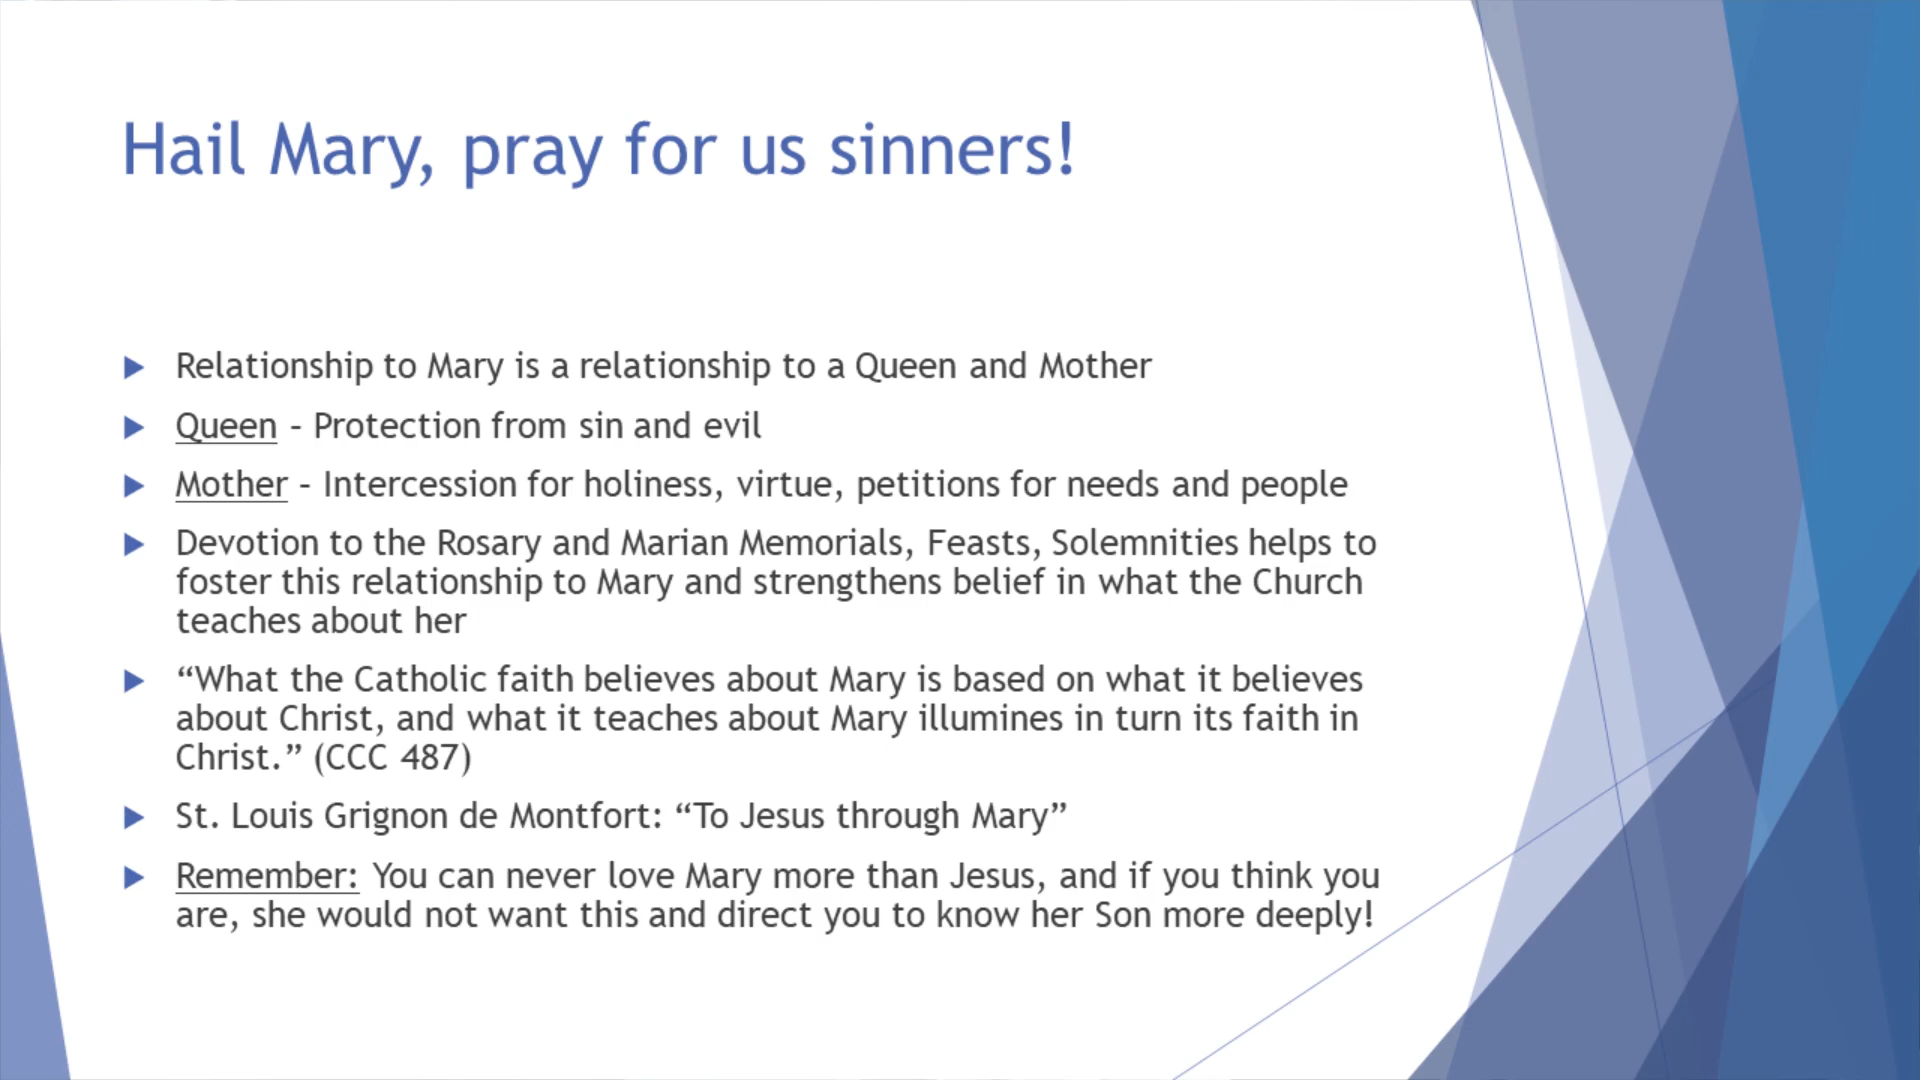 Hail Mary, pray for us sinners!
Relationship to Mary is a relationship to a Queen and Mother
Queen – Protection from sin and evil
Mother – Intercession for holiness, virtue, petitions for needs and people
Devotion to the Rosary and Marian Memorials, Feasts, Solemnities helps to
foster this relationship to Mary and strengthens belief in what the Church
teaches about her
“What the Catholic faith believes about Mary is based on what it believes
about Christ, and what it teaches about Mary illumines in turn its faith in
Christ.” (CCC 487)
St. Louis Grignon de Montfort: “To Jesus through Mary”
Remember: You can never love Mary more than Jesus, and if you think you
are, she would not want this and direct you to know her Son more deeply!